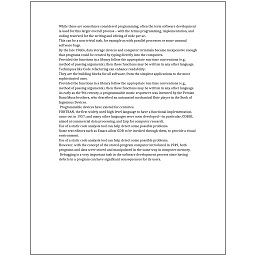 While these are sometimes considered programming, often the term software development
is used for this larger overall process – with the terms programming, implementation, and
coding reserved for the writing and editing of code per se.
This can be a non-trivial task, for example as with parallel processes or some unusual
software bugs.
By the late 1960s, data storage devices and computer terminals became inexpensive enough
that programs could be created by typing directly into the computers.
Provided the functions in a library follow the appropriate run-time conventions (e.g.,
method of passing arguments), then these functions may be written in any other language.
Techniques like Code refactoring can enhance readability.
They are the building blocks for all software, from the simplest applications to the most
sophisticated ones.
Provided the functions in a library follow the appropriate run-time conventions (e.g.,
method of passing arguments), then these functions may be written in any other language.
As early as the 9th century, a programmable music sequencer was invented by the Persian
Banu Musa brothers, who described an automated mechanical flute player in the Book of
Ingenious Devices.
Programmable devices have existed for centuries.
FORTRAN, the first widely used high-level language to have a functional implementation,
came out in 1957, and many other languages were soon developed—in particular, COBOL
aimed at commercial data processing, and Lisp for computer research.
Use of a static code analysis tool can help detect some possible problems.
Some text editors such as Emacs allow GDB to be invoked through them, to provide a visual
environment.
Use of a static code analysis tool can help detect some possible problems.
However, with the concept of the stored-program computer introduced in 1949, both
programs and data were stored and manipulated in the same way in computer memory.
Debugging is a very important task in the software development process since having
defects in a program can have significant consequences for its users.